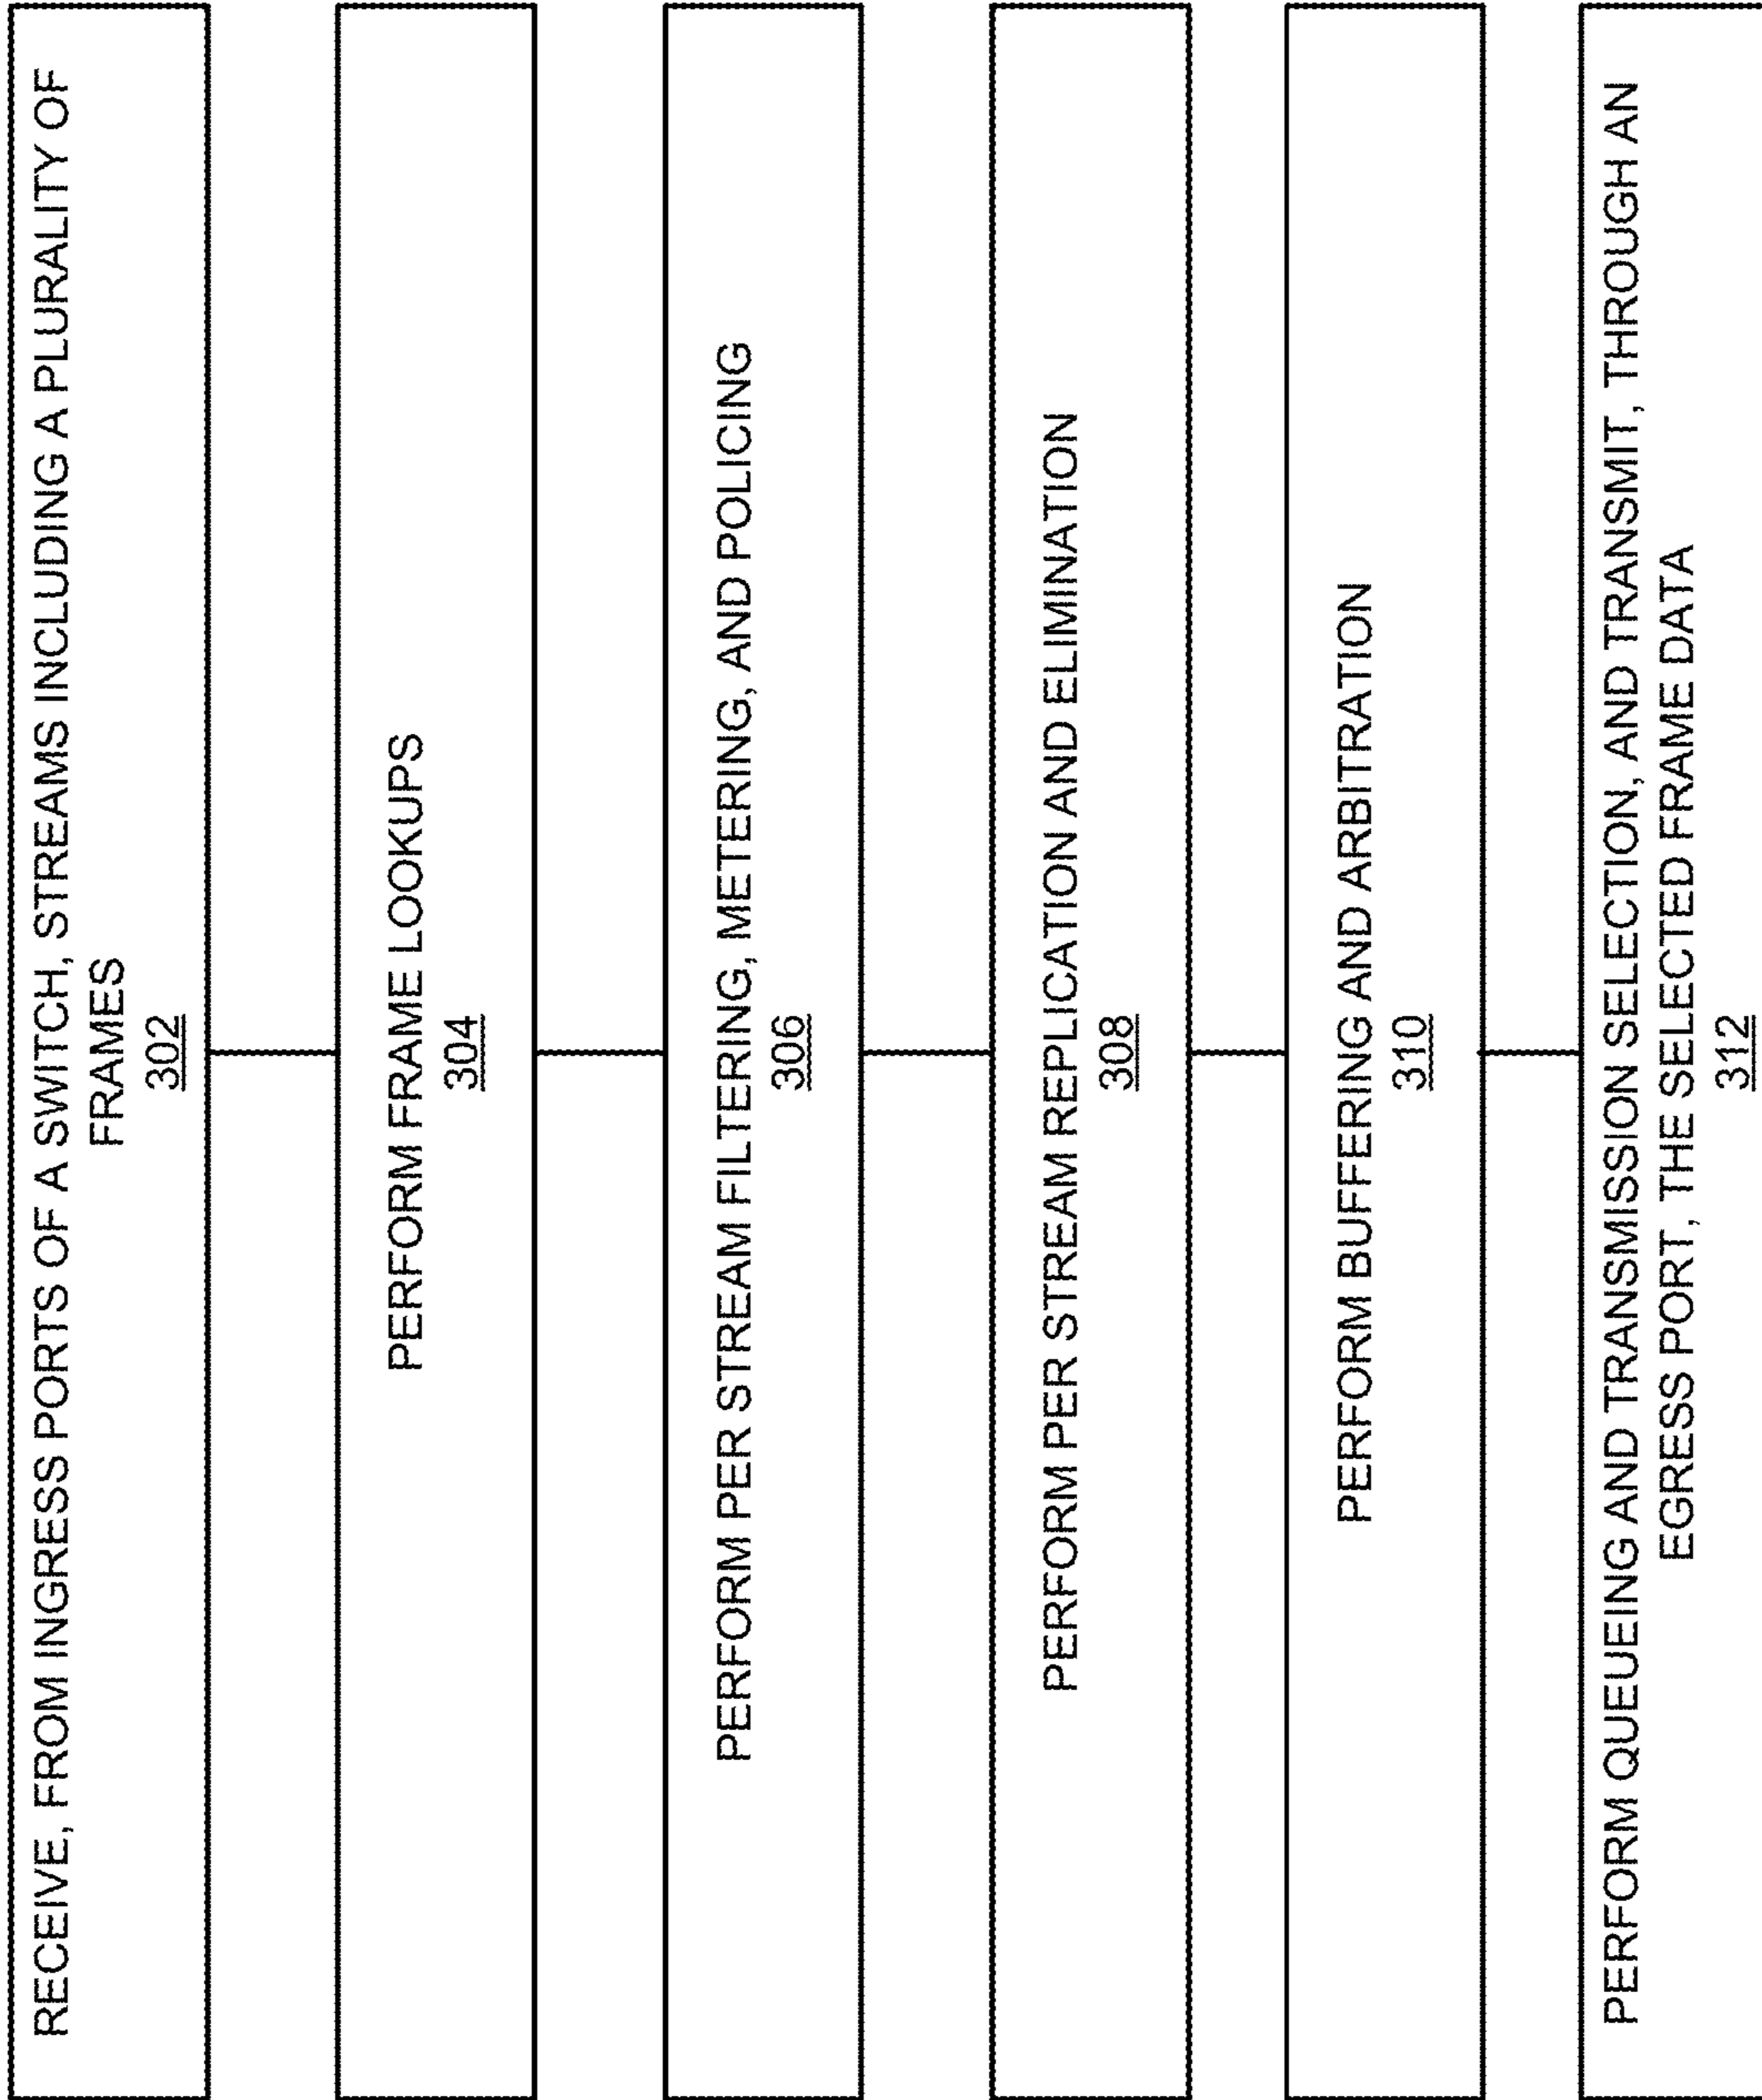 RECEIVE, FROM INGRESS PORTS OF A SWITCH, STREAMS INCLUDING A PLURALITY OF
FRAMES
302
PERFORM FRAME LOOKUPS
304
PERFORM PER STREAM FILTERING, METERING, AND POLICING
306
PERFORM PER STREAM REPLICATION AND ELIMINATION
308
PERFORM BUFFERING AND ARBITRATION
310
PERFORM QUEUEING AND TRANSMISSION SELECTION, AND TRANSMIT, THROUGH AN
EGRESS PORT, THE SELECTED FRAME DATA
312